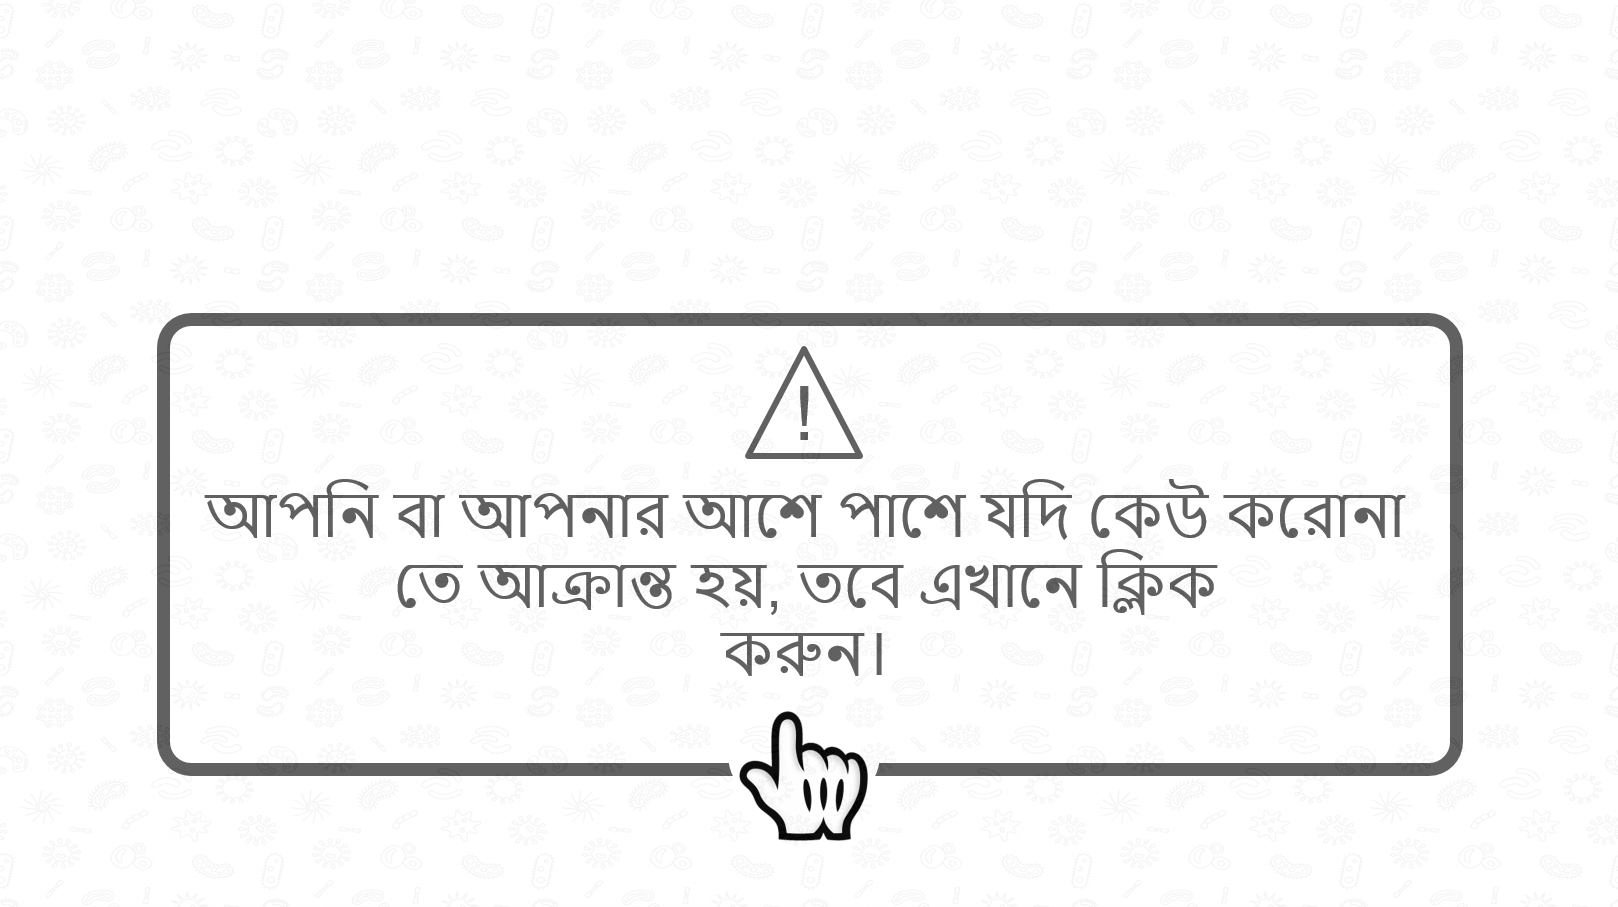 !
আপনি বা আপনার আশে পাশে যদি কেউ করোনা
তে আক্রান্ত হয়, তবে এখানে ক্লিক
করুন।